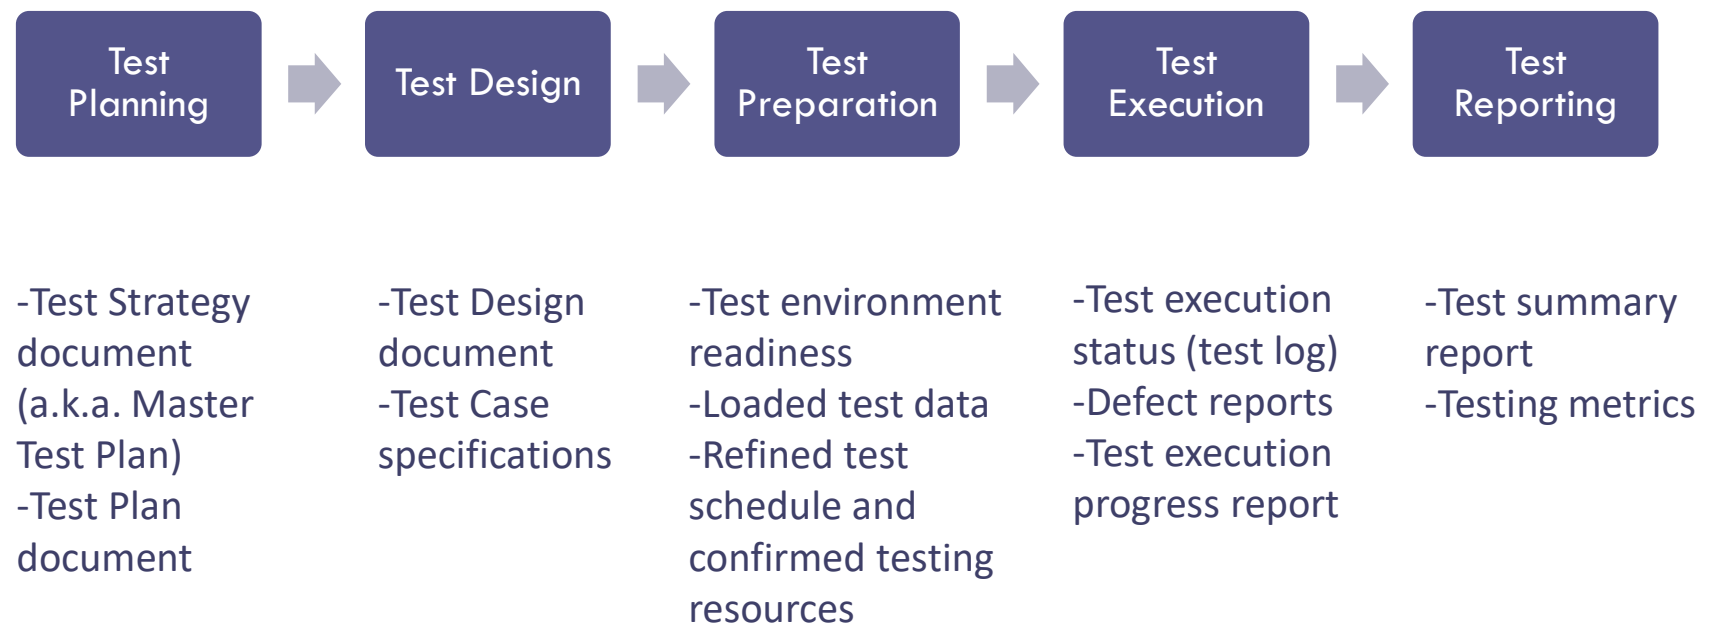 Test
Planning
Test Design
Test
Preparation
Test
Execution
Test
Reporting
-Test Strategy
document
(a.k.a. Master
Test Plan)
-Test Plan
document
-Test Design
document
-Test Case
specifications
-Test environment
readiness
-Loaded test data
-Refined test
schedule and
confirmed testing
resources
-Test execution
status (test log)
-Defect reports
-Test execution
progress report
-Test summary
report
-Testing metrics